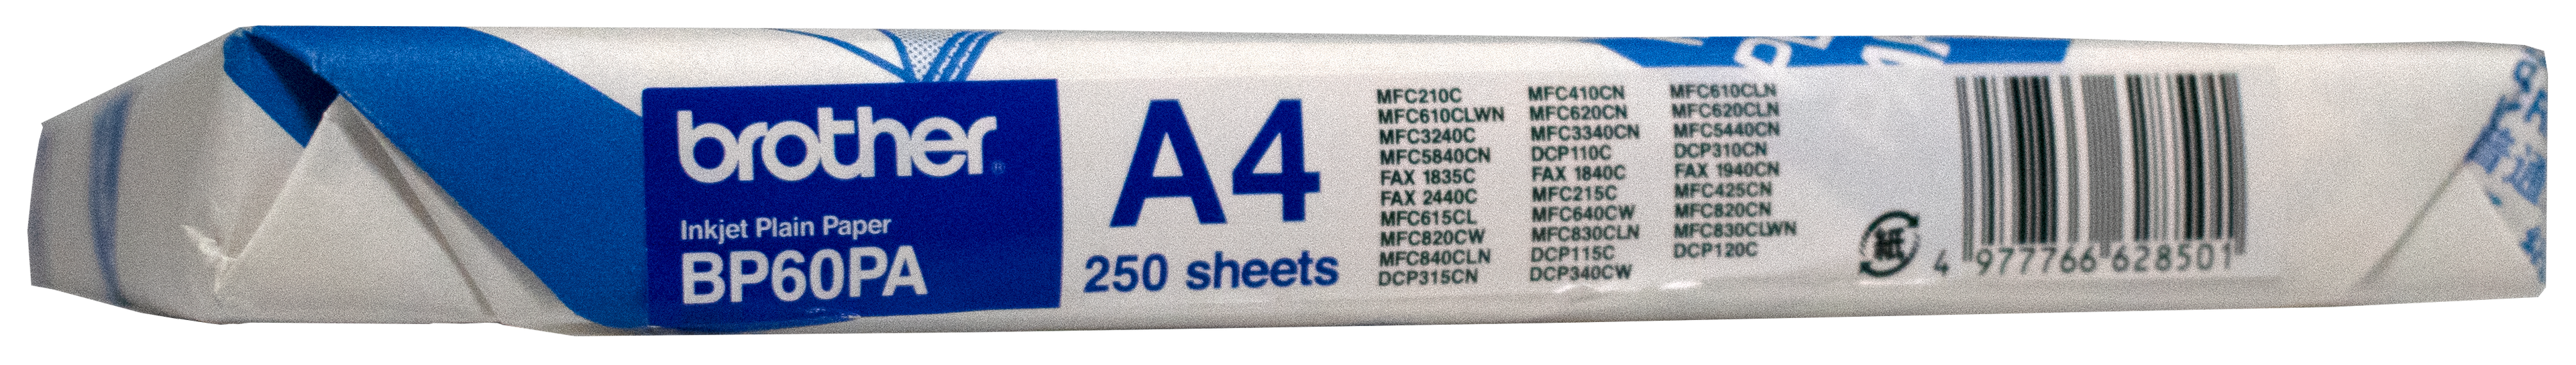 brother
Inkjet Plain Paper
BP60PA
A4
250 sheets
MFC210C MFC410CN MFC610CLN
MFC610CLWN MFC620CN MFC620CLN
MFC3240C MFC3340CN MFC5440CN
MFC5840CN DCP110C DCP310CN
FAX 1835C FAX 1840C FAX 1940CN
FAX 2440C MFC215C MFC425CN
MFC615CL MFC640CW MFC820CN
MFC820CW MFC830CLN MFC830CLWN
MFC840CLN DCP115C DCP120C
DCP315CN DCP340CW
紙
4 977766 628501
普通